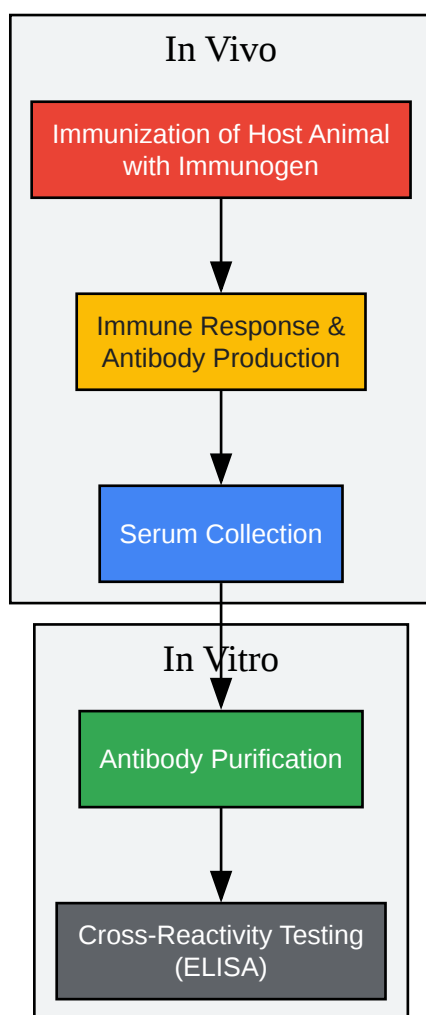 In Vivo
Immunization of Host Animal
with Immunogen
Immune Response &
Antibody Production
Serum Collection
In Vitro
Antibody Purification
Cross-Reactivity Testing
(ELISA)